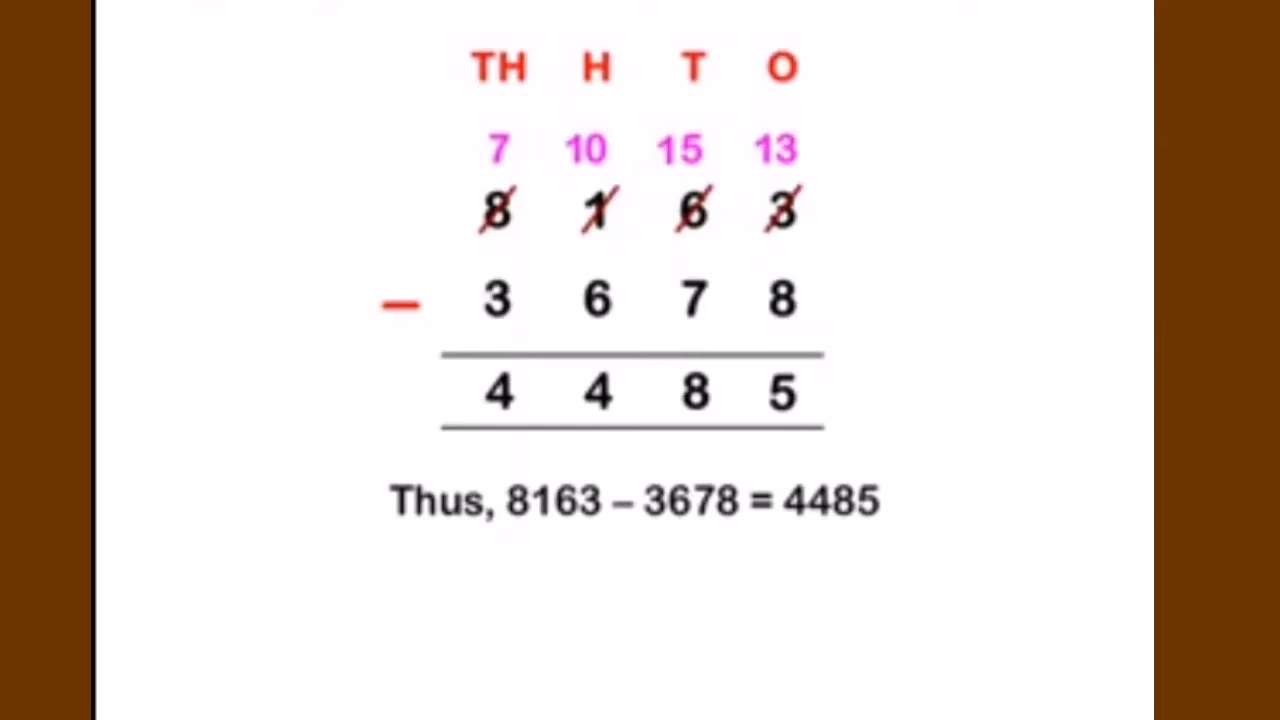 TH H T O
7 10 15 13
8 1 6 3
– 3 6 7 8
4 4 8 5
Thus, 8163 – 3678 = 4485